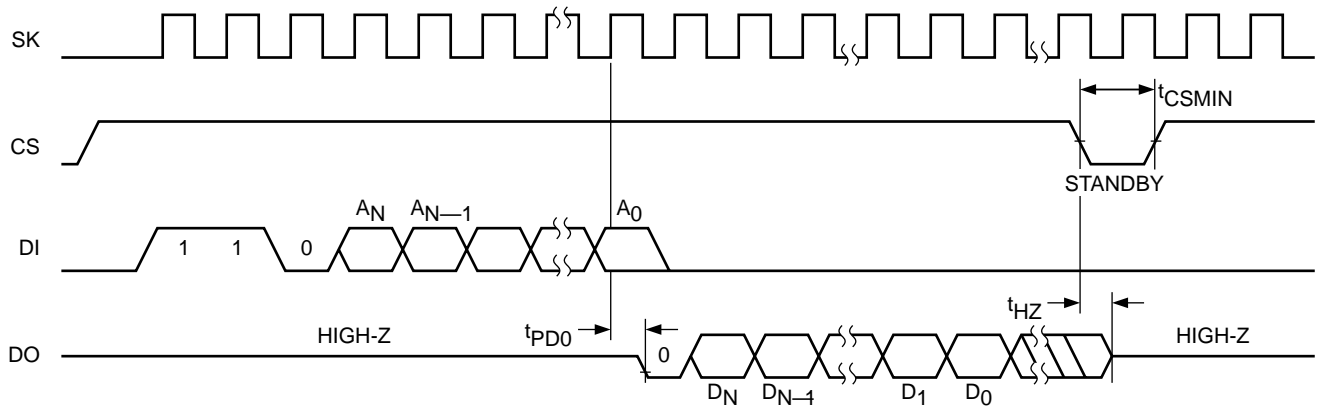 SK
tCSMIN
CS
STANDBY
AN AN—1 A0
DI 1 1 0
tHZ
HIGH-Z tPD0 0 HIGH-Z
DO
DN DN—1 D1 D0